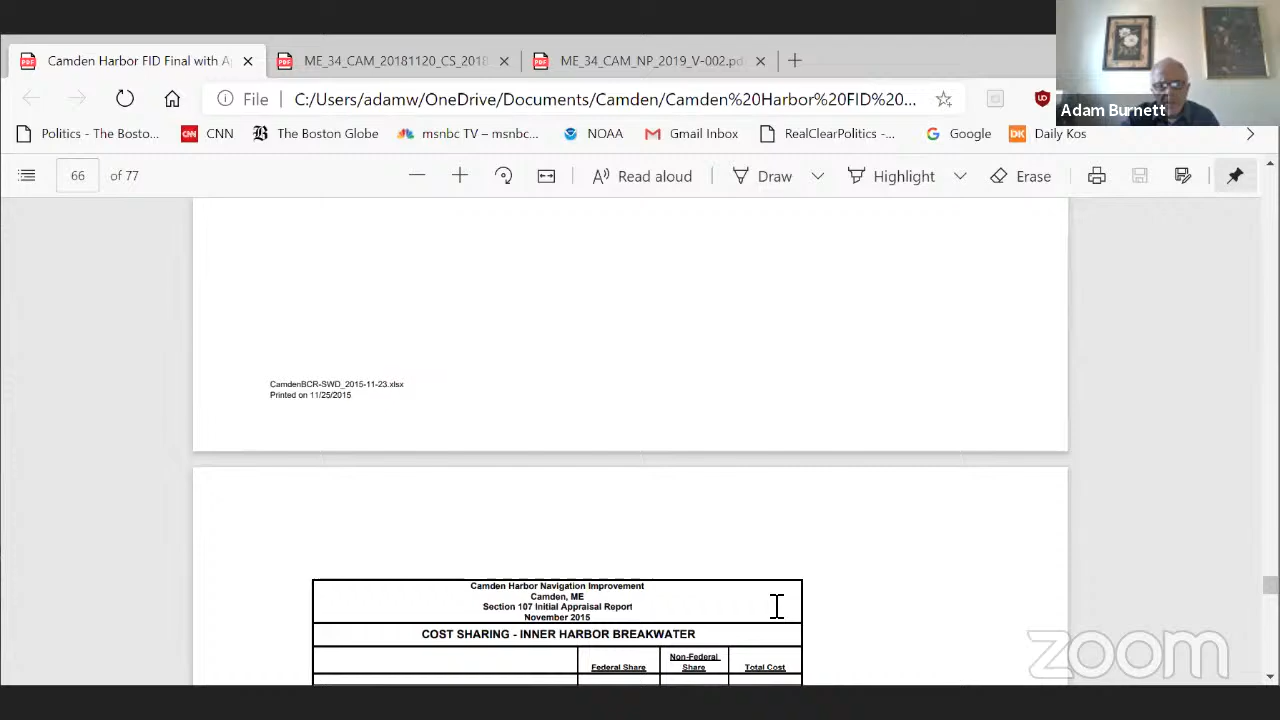 Camden Harbor FID Final with A
ME_34_CAM_20181120_CS_2018
ME_34_CAM_NP_2019_V-002.pd
File
C:/Users/adamw/OneDrive/Documents/Camden/Camden%20Harbor%20FID%20...
Adam Burnett
Politics - The Bosto...
CNN
CNN
The Boston Globe
msnbc TV – msnbc...
NOAA
Gmail Inbox
RealClearPolitics -...
Google
DK
Daily Kos
66 of 77
Read aloud
Draw
Highlight
Erase
CamdenBCR-SWD_2015-11-23.xlsx
Printed on 11/25/2015
Camden Harbor Navigation Improvement
Camden, ME
Section 107 Initial Appraisal Report
November 2015
COST SHARING - INNER HARBOR BREAKWATER
Federal Share
Non-Federal
Share
Total Cost
zoom